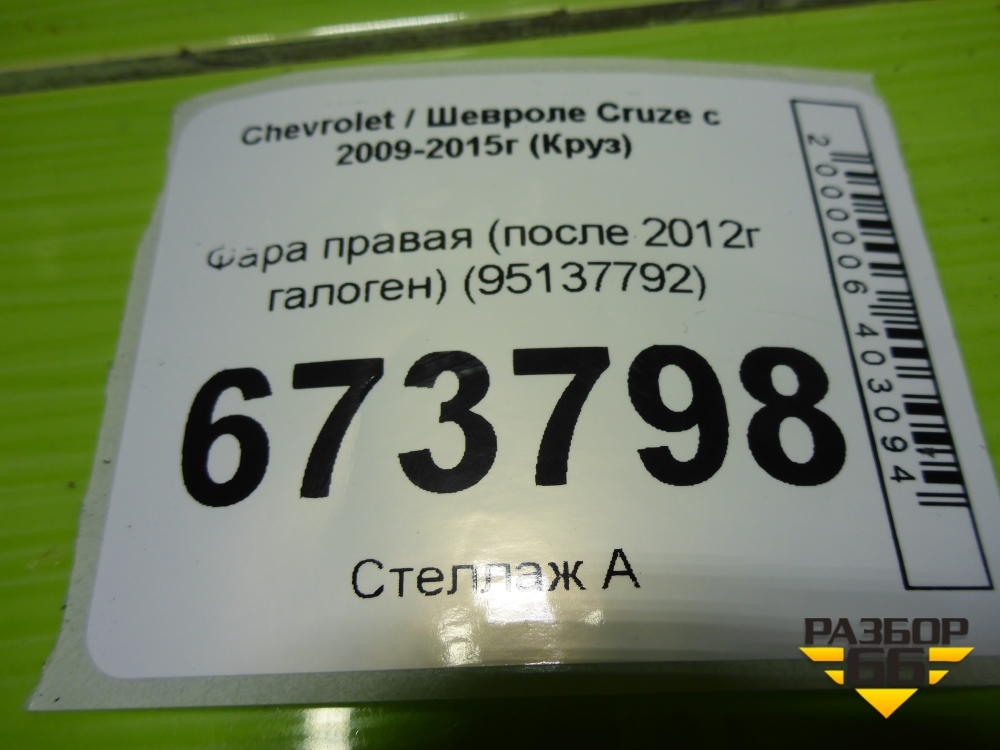 Chevrolet / Шевроле Cruze с
2009-2015г (Круз)
Фара правая (после 2012г
галоген) (95137792)
673798
Стеллаж А
2000006403094
РАЗБОР
66